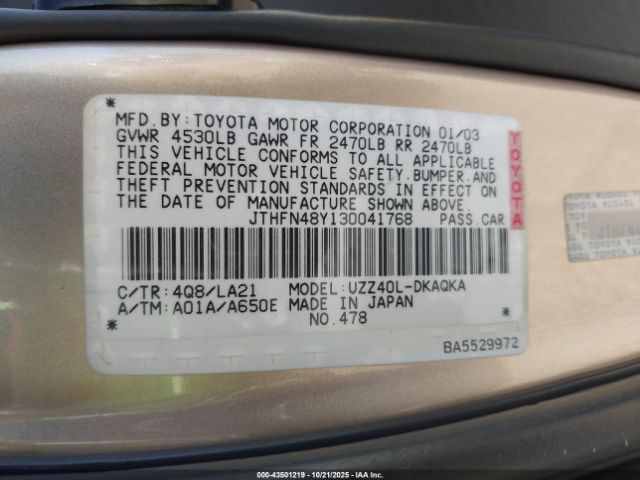 MFD. BY: TOYOTA MOTOR CORPORATION 01/03
GVWR 4530LB GAWR FR 2470LB RR 2470LB
THIS VEHICLE CONFORMS TO ALL APPLICABLE
FEDERAL MOTOR VEHICLE SAFETY, BUMPER, AND
THEFT PREVENTION STANDARDS IN EFFECT ON
THE DATE OF MANUFACTURE SHOWN ABOVE.
JTHFN48Y130041768 PASS. CAR
TOYOTA
C/TR: 4Q8/LA21 MODEL: UZZ40L-DKAQKA
A/TM: A01A/A650E MADE IN JAPAN
NO. 478
BA5529972
000-43501219 - 10/21/2025 - COPYRIGHT IAA, LLC